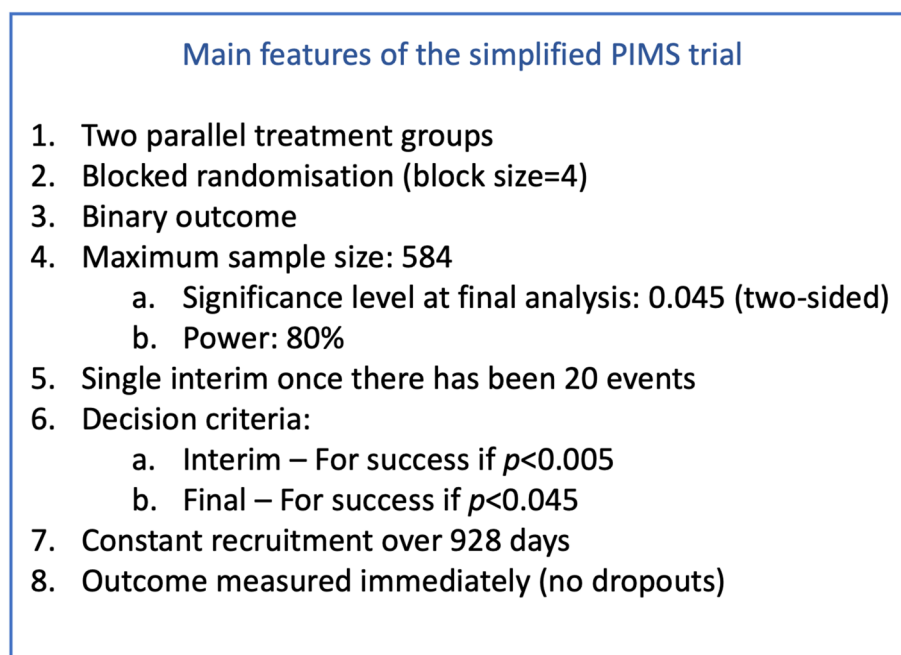 Main features of the simplified PIMS trial
1. Two parallel treatment groups
2. Blocked randomisation (block size=4)
3. Binary outcome
4. Maximum sample size: 584
a. Significance level at final analysis: 0.045 (two-sided)
b. Power: 80%
5. Single interim once there has been 20 events
6. Decision criteria:
a. Interim – For success if p<0.005
b. Final – For success if p<0.045
7. Constant recruitment over 928 days
8. Outcome measured immediately (no dropouts)